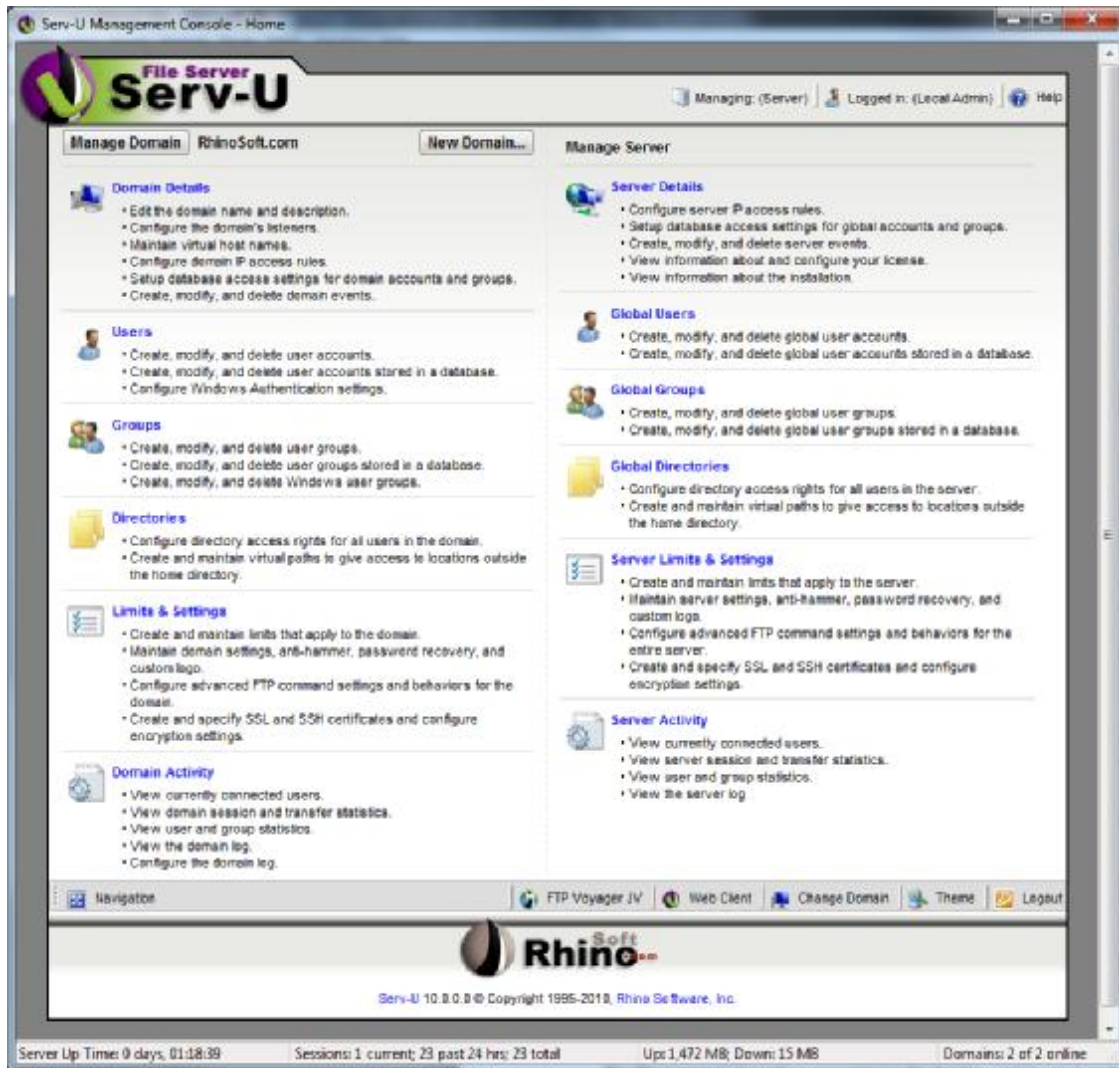 Serv-U Management Console - Home
File Server
Serv-U
Managing: (Server) Logged in: (Local Admin) Help
Manage Domain RhinoSoft.com New Domain...
Domain Details
• Edit the domain name and description.
• Configure the domain's listeners.
• Maintain virtual host names.
• Configure domain IP access rules.
• Setup database access settings for domain accounts and groups.
• Create, modify, and delete domain events.
Users
• Create, modify, and delete user accounts.
• Create, modify, and delete user accounts stored in a database.
• Configure Windows Authentication settings.
Groups
• Create, modify, and delete user groups.
• Create, modify, and delete user groups stored in a database.
• Create, modify, and delete Windows user groups.
Directories
• Configure directory access rights for all users in the domain.
• Create and maintain virtual paths to give access to locations outside
the home directory.
Limits & Settings
• Create and maintain limits that apply to the domain.
• Maintain domain settings, anti-hammer, password recovery, and
custom logo.
• Configure advanced FTP command settings and behaviors for the
domain.
• Create and specify SSL and SSH certificates and configure
encryption settings.
Domain Activity
• View currently connected users.
• View domain session and transfer statistics.
• View user and group statistics.
• View the domain log.
• Configure the domain log.
Manage Server
Server Details
• Configure server IP access rules.
• Setup database access settings for global accounts and groups.
• Create, modify, and delete server events.
• View information about and configure your license.
• View information about the installation.
Global Users
• Create, modify, and delete global user accounts.
• Create, modify, and delete global user accounts stored in a database.
Global Groups
• Create, modify, and delete global user groups.
• Create, modify, and delete global user groups stored in a database.
Global Directories
• Configure directory access rights for all users in the server.
• Create and maintain virtual paths to give access to locations outside
the home directory.
Server Limits & Settings
• Create and maintain limits that apply to the server.
• Maintain server settings, anti-hammer, password recovery, and
custom logo.
• Configure advanced FTP command settings and behaviors for the
entire server.
• Create and specify SSL and SSH certificates and configure
encryption settings.
Server Activity
• View currently connected users.
• View server session and transfer statistics.
• View user and group statistics.
• View the server log
Navigation FTP Voyager JV Web Client Change Domain Theme Logout
RhinoSoft.com
Serv-U 10.0.0.0 © Copyright 1995-2010, Rhino Software, Inc.
Server Up Time: 0 days, 01:18:39 Sessions: 1 current; 23 past 24 hrs; 23 total Up: 1,472 MB; Down: 15 MB Domains: 2 of 2 online